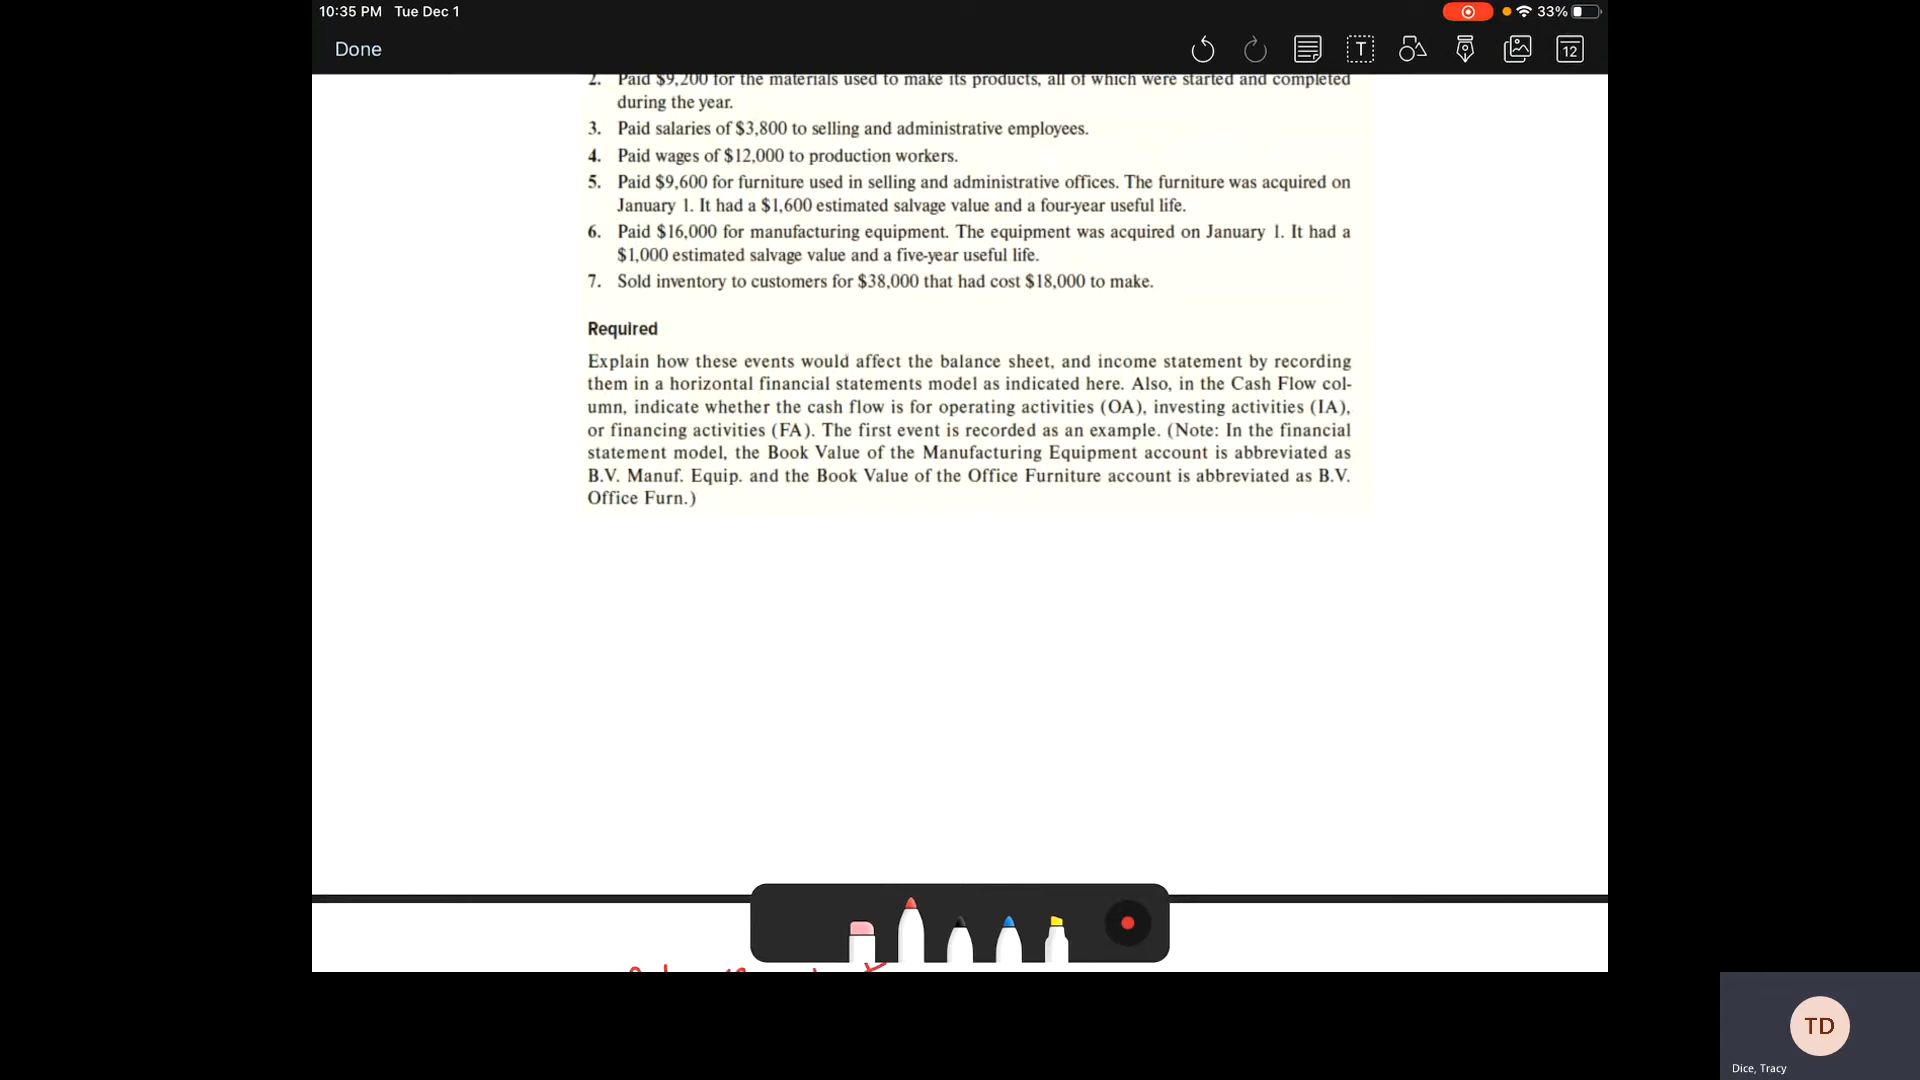 10:35 PM Tue Dec 1
33%
Done
T
12
2. Paid $9,200 for the materials used to make its products, all of which were started and completed
during the year.
3. Paid salaries of $3,800 to selling and administrative employees.
4. Paid wages of $12,000 to production workers.
5. Paid $9,600 for furniture used in selling and administrative offices. The furniture was acquired on
January 1. It had a $1,600 estimated salvage value and a four-year useful life.
6. Paid $16,000 for manufacturing equipment. The equipment was acquired on January 1. It had a
$1,000 estimated salvage value and a five-year useful life.
7. Sold inventory to customers for $38,000 that had cost $18,000 to make.
Required
Explain how these events would affect the balance sheet, and income statement by recording
them in a horizontal financial statements model as indicated here. Also, in the Cash Flow col-
umn, indicate whether the cash flow is for operating activities (OA), investing activities (IA),
or financing activities (FA). The first event is recorded as an example. (Note: In the financial
statement model, the Book Value of the Manufacturing Equipment account is abbreviated as
B.V. Manuf. Equip. and the Book Value of the Office Furniture account is abbreviated as B.V.
Office Furn.)
TD
Dice, Tracy